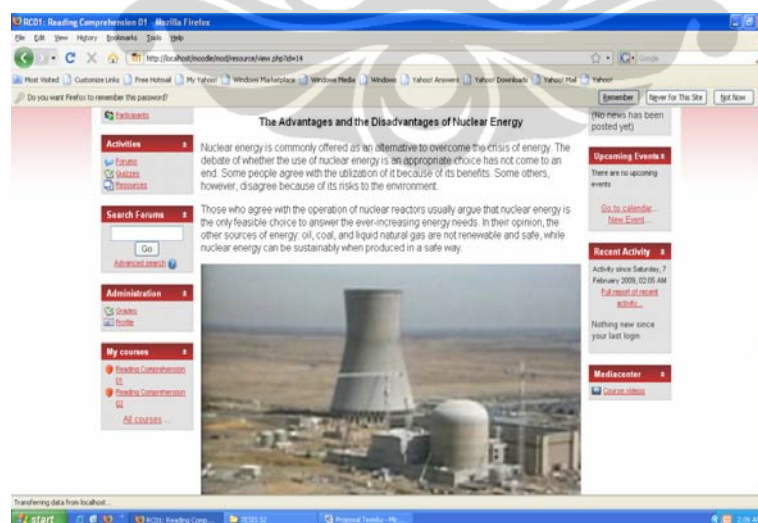 RC01: Reading Comprehension 01 - Mozilla Firefox
File Edit View History Bookmarks Tools Help
http://localhost/moodle/mod/resource/view.php?id=14
Google
Most Visited Customize Links Free Hotmail My Yahoo! Windows Marketplace Windows Media Windows Yahoo! Answers Yahoo! Downloads Yahoo! Mail Yahoo!
Do you want Firefox to remember this password?
Remember Never for This Site Not Now
Participants
Activities
Forums
Quizzes
Resources
Search Forums
Go
Advanced search
Administration
Grades
Profile
My courses
Reading Comprehension
01
Reading Comprehension
02
All courses ...
The Advantages and the Disadvantages of Nuclear Energy
Nuclear energy is commonly offered as an alternative to overcome the crisis of energy. The
debate of whether the use of nuclear energy is an appropriate choice has not come to an
end. Some people agree with the utilization of it because of its benefits. Some others,
however, disagree because of its risks to the environment.
Those who agree with the operation of nuclear reactors usually argue that nuclear energy is
the only feasible choice to answer the ever-increasing energy needs. In their opinion, the
other sources of energy: oil, coal, and liquid natural gas are not renewable and safe, while
nuclear energy can be sustainably when produced in a safe way.
(No news has been
posted yet)
Upcoming Events
There are no upcoming
events
Go to calendar...
New Event...
Recent Activity
Activity since Saturday, 7
February 2009, 02:05 AM
Full report of recent
activity...
Nothing new since
your last login
Mediacenter
Course videos
Transferring data from localhost...
start
RC01: Reading Comp...
TESIS S2
Proposal Tesisku - Mic...
2:06 AM